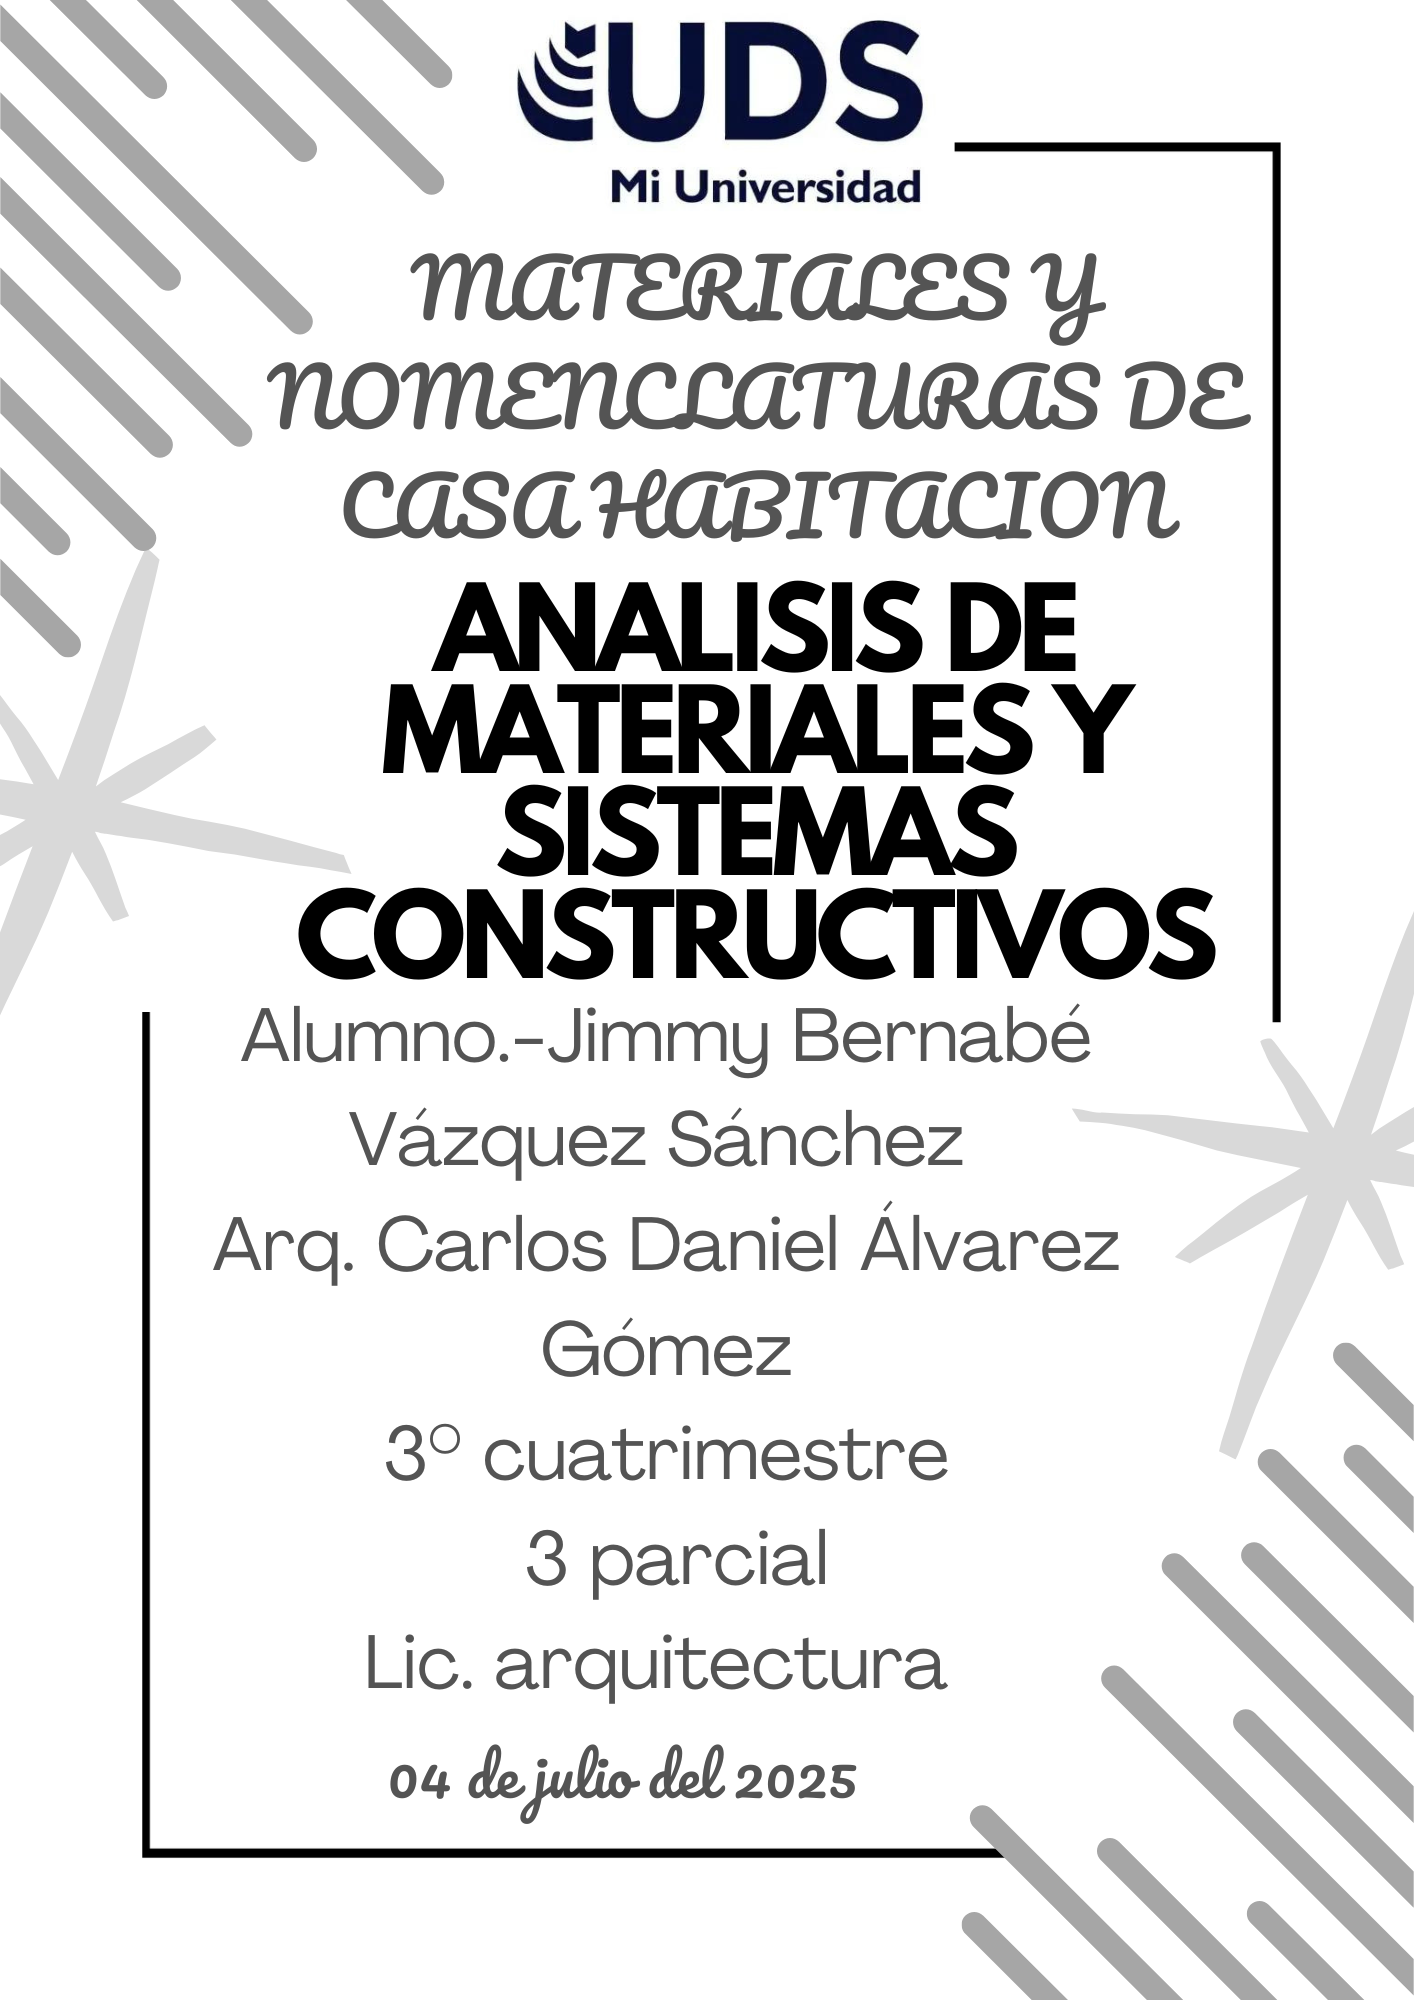 UDS
Mi Universidad
MATERIALES Y
NOMENCLATURAS DE
CASA HABITACION
ANALISIS DE
MATERIALES Y
SISTEMAS
CONSTRUCTIVOS
Alumno.-Jimmy Bernabé
Vázquez Sánchez
Arq. Carlos Daniel Álvarez
Gómez
3° cuatrimestre
3 parcial
Lic. arquitectura
04 de julio del 2025